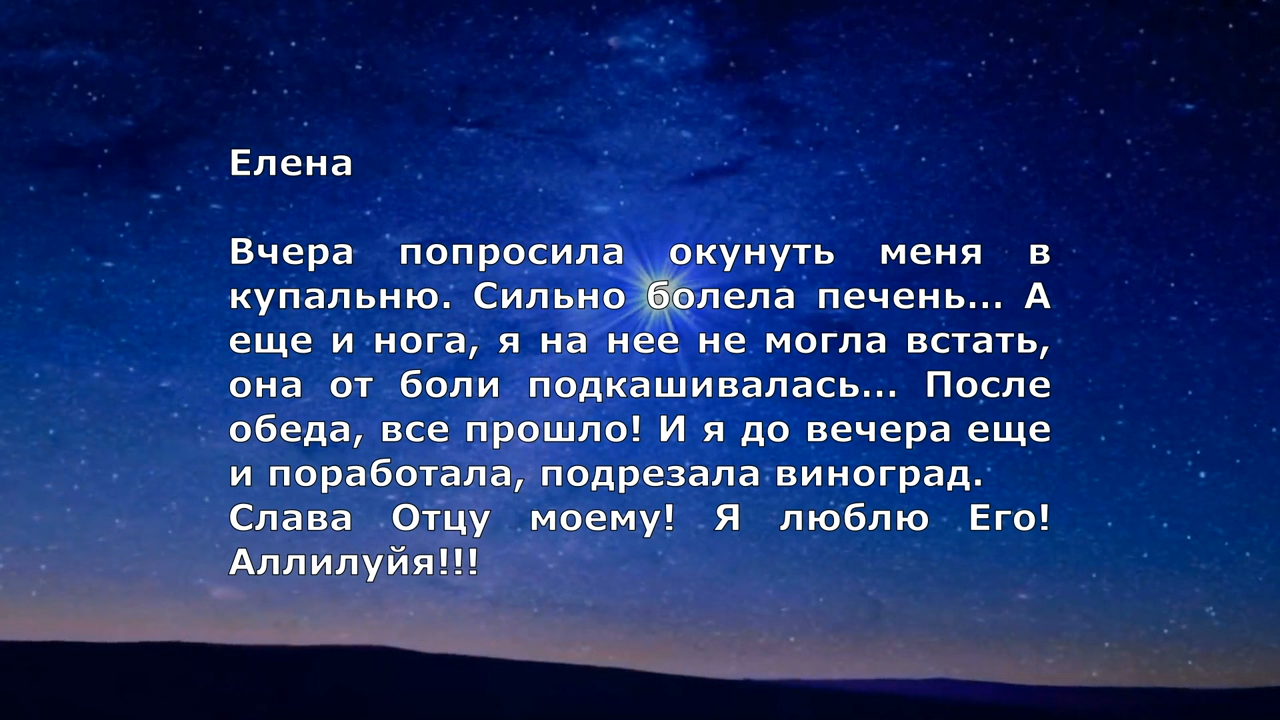 Елена
Вчера попросила окунуть меня в
купальню. Сильно болела печень... А
еще и нога, я на нее не могла встать,
она от боли подкашивалась... После
обеда, все прошло! И я до вечера еще
и поработала, подрезала виноград.
Слава Отцу моему! Я люблю Его!
Аллилуйя!!!